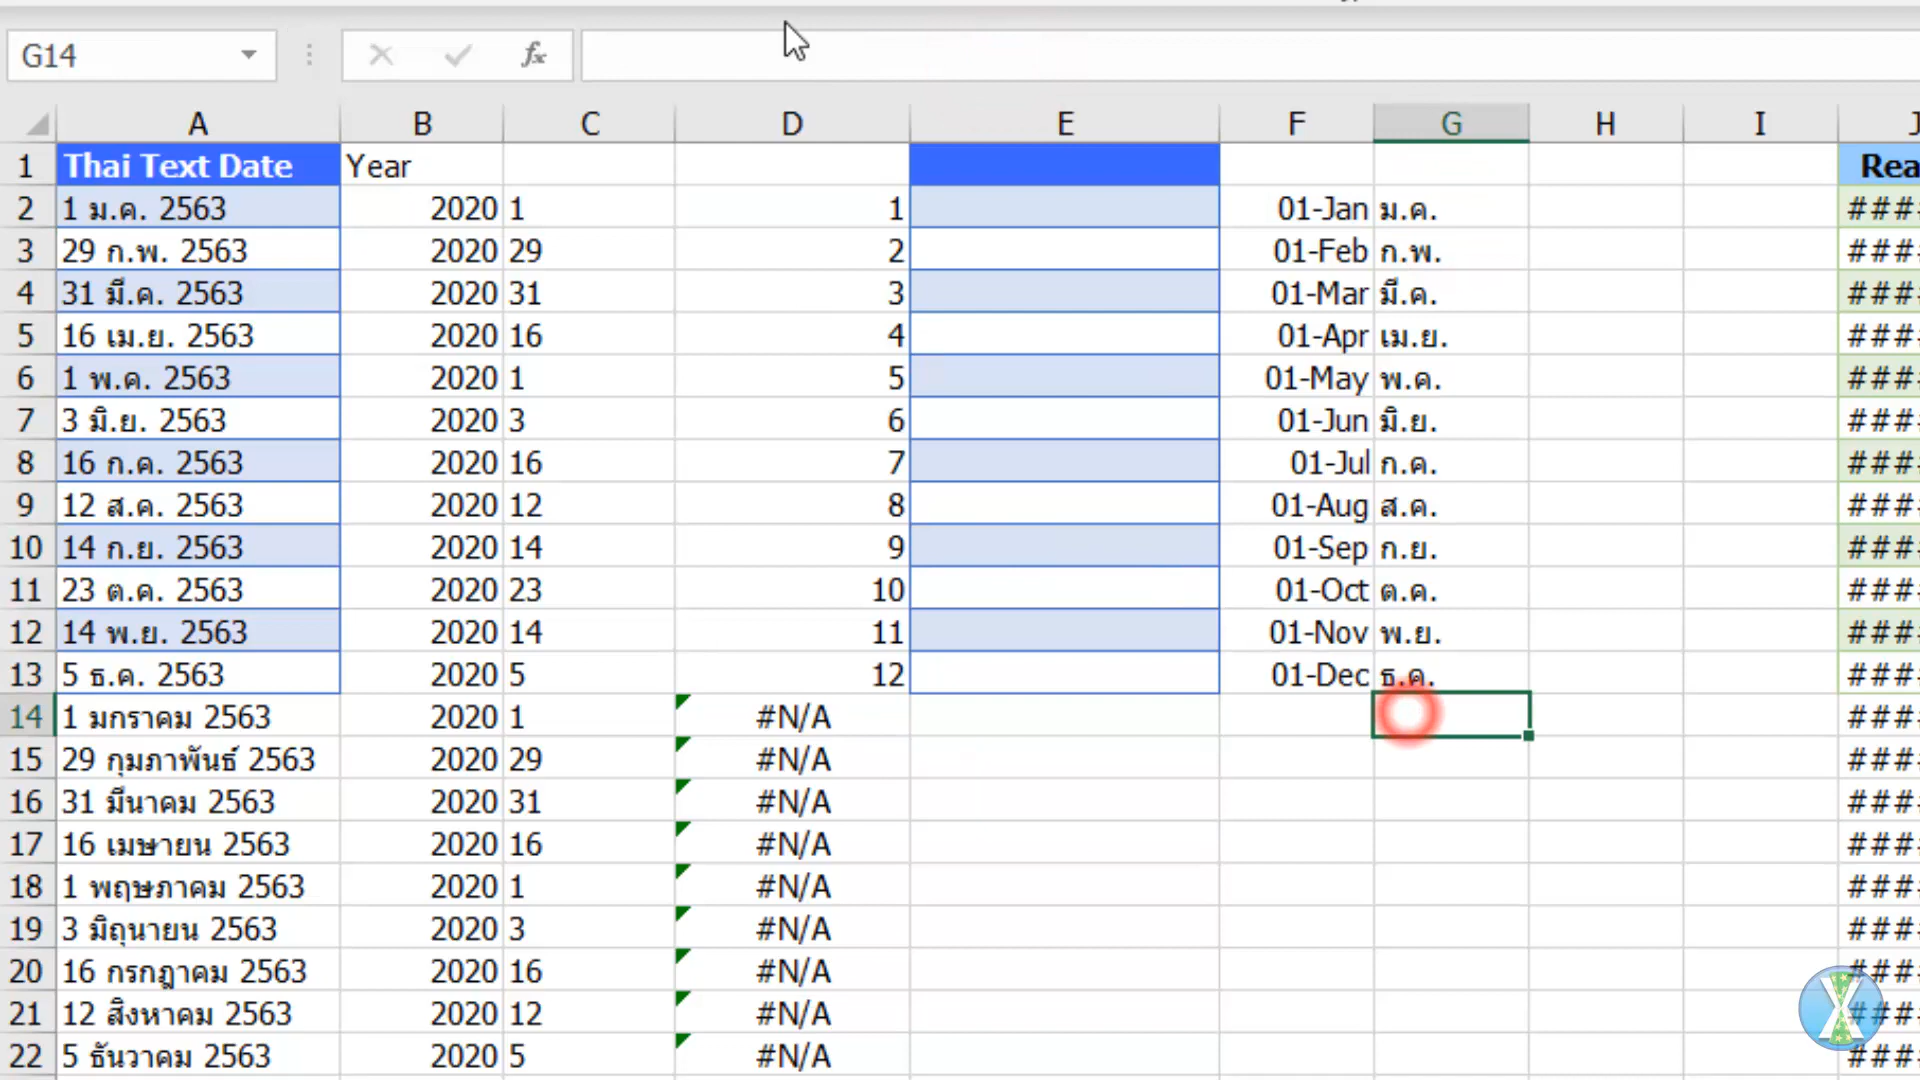 G14 fx
A B C D E F G H I J
1 Thai Text Date Year Rea
2 1 ม.ค. 2563 2020 1 1 01-Jan ม.ค. ####
3 29 ก.พ. 2563 2020 29 2 01-Feb ก.พ. ####
4 31 มี.ค. 2563 2020 31 3 01-Mar มี.ค. ####
5 16 เม.ย. 2563 2020 16 4 01-Apr เม.ย. ####
6 1 พ.ค. 2563 2020 1 5 01-May พ.ค. ####
7 3 มิ.ย. 2563 2020 3 6 01-Jun มิ.ย. ####
8 16 ก.ค. 2563 2020 16 7 01-Jul ก.ค. ####
9 12 ส.ค. 2563 2020 12 8 01-Aug ส.ค. ####
10 14 ก.ย. 2563 2020 14 9 01-Sep ก.ย. ####
11 23 ต.ค. 2563 2020 23 10 01-Oct ต.ค. ####
12 14 พ.ย. 2563 2020 14 11 01-Nov พ.ย. ####
13 5 ธ.ค. 2563 2020 5 12 01-Dec ธ.ค. ####
14 1 มกราคม 2563 2020 1 #N/A ####
15 29 กุมภาพันธ์ 2563 2020 29 #N/A ####
16 31 มีนาคม 2563 2020 31 #N/A ####
17 16 เมษายน 2563 2020 16 #N/A ####
18 1 พฤษภาคม 2563 2020 1 #N/A ####
19 3 มิถุนายน 2563 2020 3 #N/A ####
20 16 กรกฎาคม 2563 2020 16 #N/A ####
21 12 สิงหาคม 2563 2020 12 #N/A ####
22 5 ธันวาคม 2563 2020 5 #N/A ####